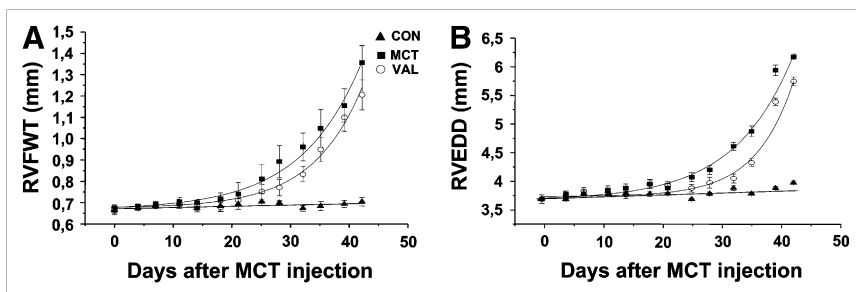 A
CON
MCT
VAL
RVFWT (mm)
1,5
1,4
1,3
1,2
1,1
1,0
0,9
0,8
0,7
0,6
0 10 20 30 40 50
Days after MCT injection
B
RVEDD (mm)
6,5
6
5,5
5
4,5
4
3,5
0 10 20 30 40 50
Days after MCT injection